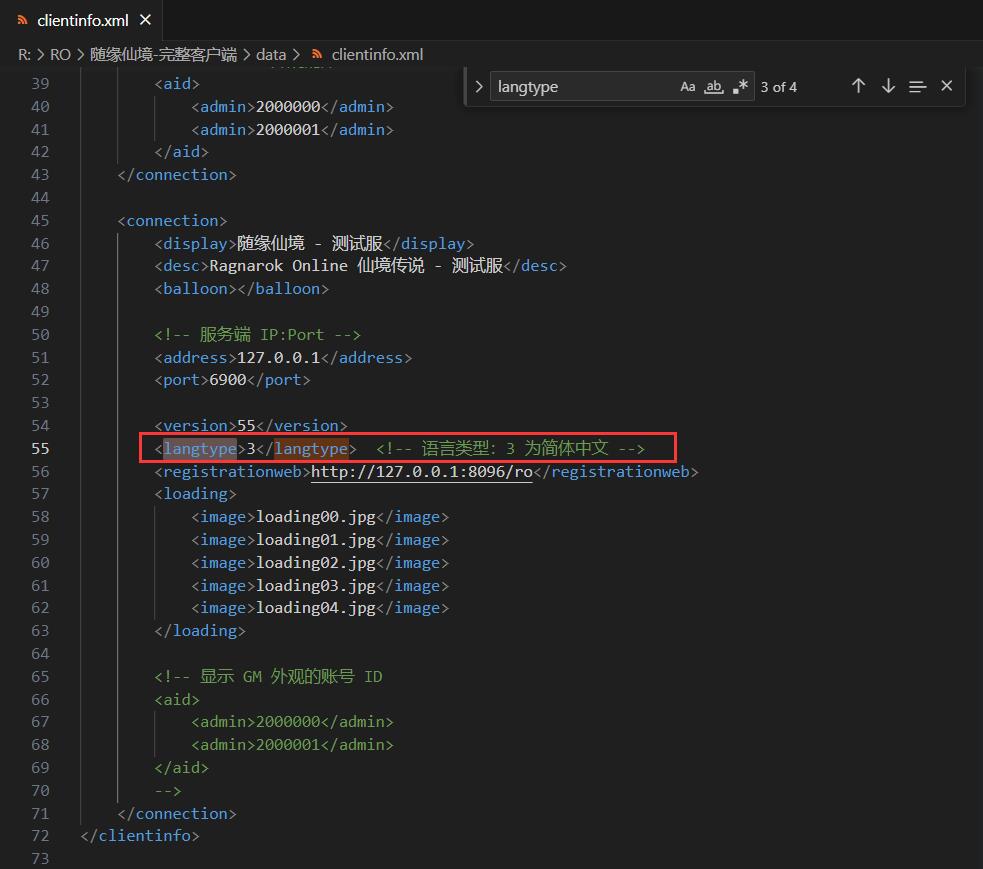 clientinfo.xml
R: > RO > 随缘仙境-完整客户端 > data > clientinfo.xml
langtype Aa ab .* 3 of 4
39 <aid>
40 <admin>2000000</admin>
41 <admin>2000001</admin>
42 </aid>
43 </connection>
44
45 <connection>
46 <display>随缘仙境 - 测试服</display>
47 <desc>Ragnarok Online 仙境传说 - 测试服</desc>
48 <balloon></balloon>
49
50 <!-- 服务端 IP:Port -->
51 <address>127.0.0.1</address>
52 <port>6900</port>
53
54 <version>55</version>
55 <langtype>3</langtype> <!-- 语言类型: 3 为简体中文 -->
56 <registrationweb>http://127.0.0.1:8096/ro</registrationweb>
57 <loading>
58 <image>loading00.jpg</image>
59 <image>loading01.jpg</image>
60 <image>loading02.jpg</image>
61 <image>loading03.jpg</image>
62 <image>loading04.jpg</image>
63 </loading>
64
65 <!-- 显示 GM 外观的账号 ID
66 <aid>
67 <admin>2000000</admin>
68 <admin>2000001</admin>
69 </aid>
70 -->
71 </connection>
72 </clientinfo>
73